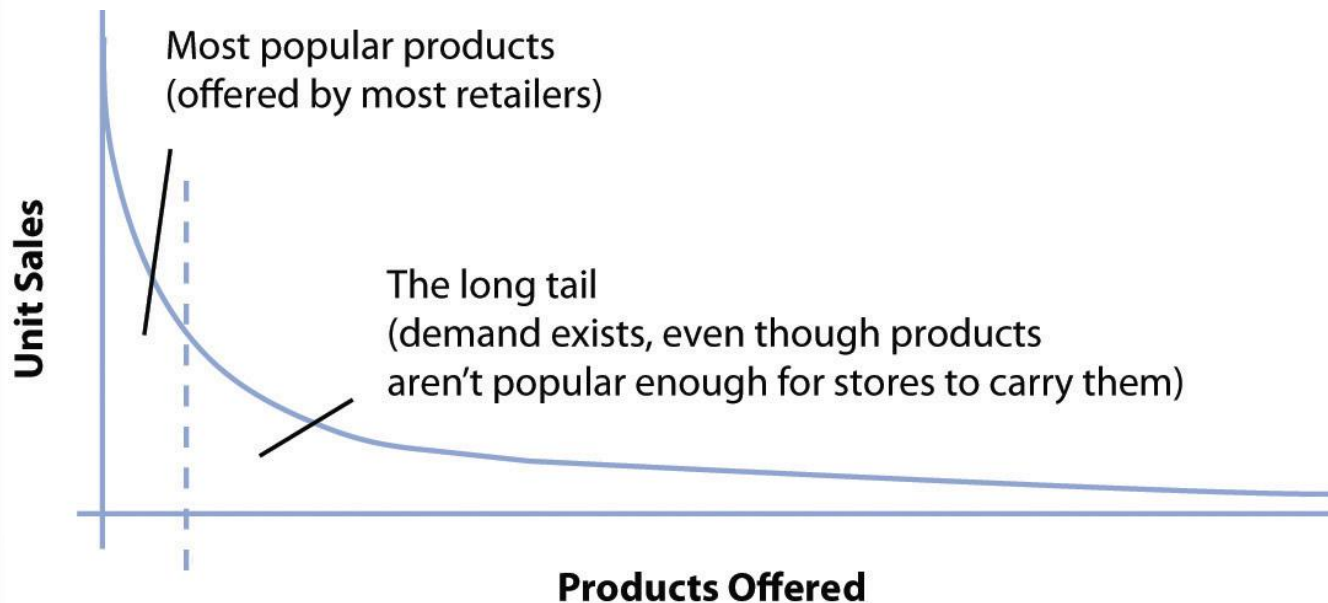 Most popular products
(offered by most retailers)
Unit Sales
The long tail
(demand exists, even though products
aren’t popular enough for stores to carry them)
Products Offered